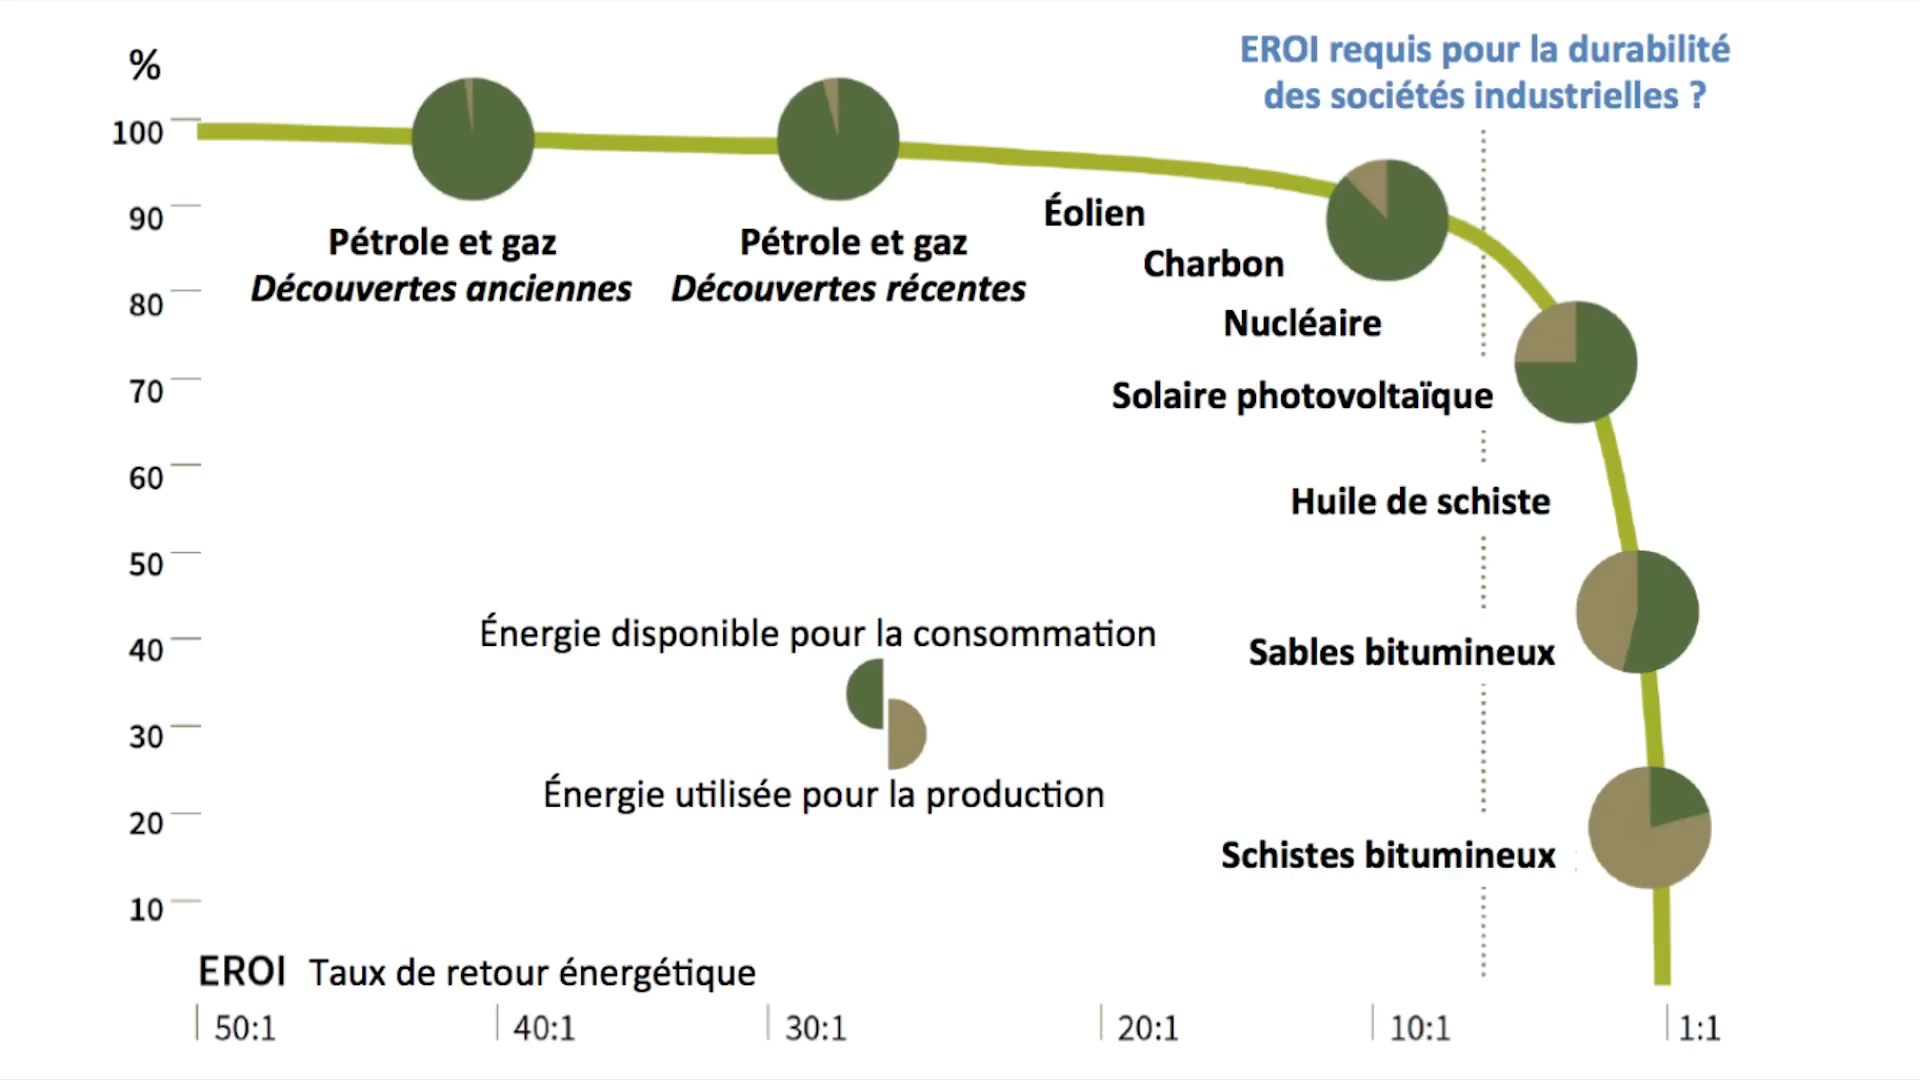 EROI requis pour la durabilité
des sociétés industrielles ?
%
100
90
80
70
60
50
40
30
20
10
Pétrole et gaz
Découvertes anciennes
Pétrole et gaz
Découvertes récentes
Éolien
Charbon
Nucléaire
Solaire photovoltaïque
Huile de schiste
Sables bitumineux
Schistes bitumineux
Énergie disponible pour la consommation
Énergie utilisée pour la production
EROI Taux de retour énergétique
50:1 40:1 30:1 20:1 10:1 1:1